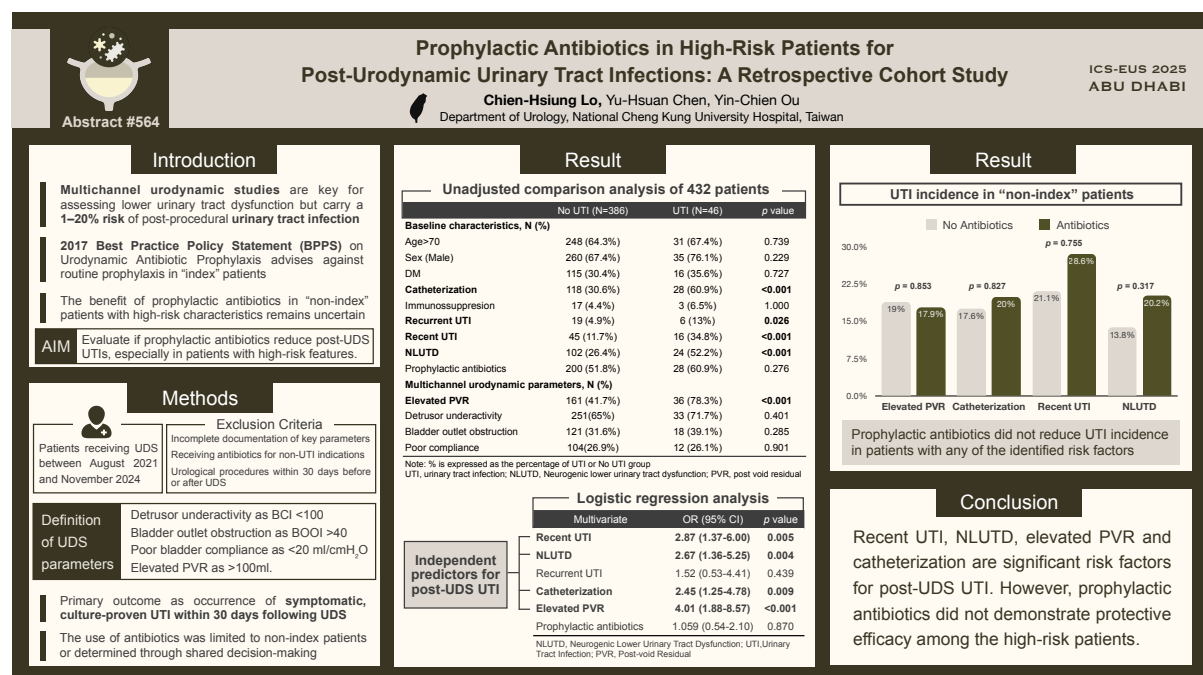 Abstract #564
Prophylactic Antibiotics in High-Risk Patients for
Post-Urodynamic Urinary Tract Infections: A Retrospective Cohort Study
Chien-Hsiung Lo, Yu-Hsuan Chen, Yin-Chien Ou
Department of Urology, National Cheng Kung University Hospital, Taiwan
ICS-EUS 2025
ABU DHABI
Introduction
Multichannel urodynamic studies are key for
assessing lower urinary tract dysfunction but carry a
1–20% risk of post-procedural urinary tract infection
2017 Best Practice Policy Statement (BPPS) on
Urodynamic Antibiotic Prophylaxis advises against
routine prophylaxis in “index” patients
The benefit of prophylactic antibiotics in “non-index”
patients with high-risk characteristics remains uncertain
AIM
Evaluate if prophylactic antibiotics reduce post-UDS
UTIs, especially in patients with high-risk features.
Methods
Patients receiving UDS
between August 2021
and November 2024
Exclusion Criteria
Incomplete documentation of key parameters
Receiving antibiotics for non-UTI indications
Urological procedures within 30 days before
or after UDS
Definition
of UDS
parameters
Detrusor underactivity as BCI <100
Bladder outlet obstruction as BOOI >40
Poor bladder compliance as <20 ml/cmH2O
Elevated PVR as >100ml.
Primary outcome as occurrence of symptomatic,
culture-proven UTI within 30 days following UDS
The use of antibiotics was limited to non-index patients
or determined through shared decision-making
Result
Unadjusted comparison analysis of 432 patients
No UTI (N=386) UTI (N=46) p value
Baseline characteristics, N (%)
Age>70 248 (64.3%) 31 (67.4%) 0.739
Sex (Male) 260 (67.4%) 35 (76.1%) 0.229
DM 115 (30.4%) 16 (35.6%) 0.727
Catheterization 118 (30.6%) 28 (60.9%) <0.001
Immunosuppresion 17 (4.4%) 3 (6.5%) 1.000
Recurrent UTI 19 (4.9%) 6 (13%) 0.026
Recent UTI 45 (11.7%) 16 (34.8%) <0.001
NLUTD 102 (26.4%) 24 (52.2%) <0.001
Prophylactic antibiotics 200 (51.8%) 28 (60.9%) 0.276
Multichannel urodynamic parameters, N (%)
Elevated PVR 161 (41.7%) 36 (78.3%) <0.001
Detrusor underactivity 251(65%) 33 (71.7%) 0.401
Bladder outlet obstruction 121 (31.6%) 18 (39.1%) 0.285
Poor compliance 104(26.9%) 12 (26.1%) 0.901
Note: % is expressed as the percentage of UTI or No UTI group
UTI, urinary tract infection; NLUTD, Neurogenic lower urinary tract dysfunction; PVR, post void residual
Logistic regression analysis
Multivariate OR (95% CI) p value
Recent UTI 2.87 (1.37-6.00) 0.005
NLUTD 2.67 (1.36-5.25) 0.004
Recurrent UTI 1.52 (0.53-4.41) 0.439
Catheterization 2.45 (1.25-4.78) 0.009
Elevated PVR 4.01 (1.88-8.57) <0.001
Prophylactic antibiotics 1.059 (0.54-2.10) 0.870
Independent
predictors for
post-UDS UTI
NLUTD, Neurogenic Lower Urinary Tract Dysfunction; UTI,Urinary
Tract Infection; PVR, Post-void Residual
Result
UTI incidence in “non-index” patients
No Antibiotics Antibiotics
30.0%
22.5%
15.0%
7.5%
0.0%
p = 0.853
p = 0.827
p = 0.755
p = 0.317
19% 17.9% 17.6% 20% 21.1% 28.6% 13.8% 20.2%
Elevated PVR Catheterization Recent UTI NLUTD
Prophylactic antibiotics did not reduce UTI incidence
in patients with any of the identified risk factors
Conclusion
Recent UTI, NLUTD, elevated PVR and
catheterization are significant risk factors
for post-UDS UTI. However, prophylactic
antibiotics did not demonstrate protective
efficacy among the high-risk patients.